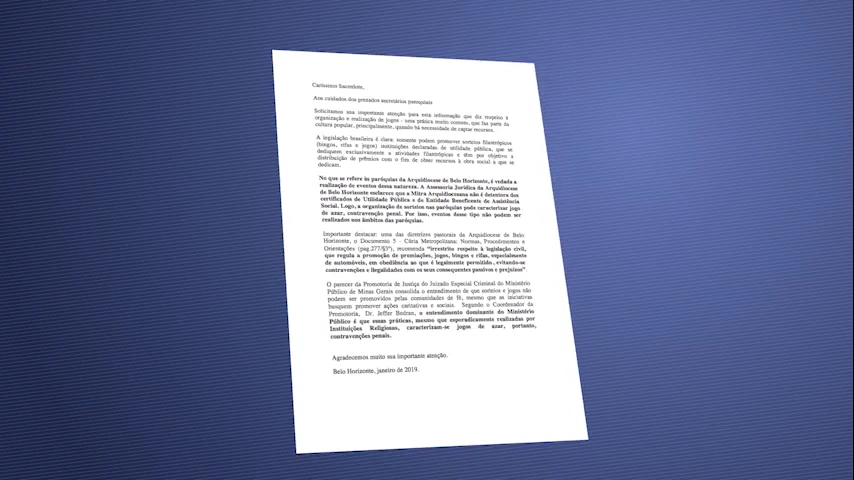 Caríssimo Sacerdote,
Aos cuidados dos prezados secretários paroquiais
Solicitamos sua importante atenção para esta informação que diz respeito à
organização e realização de jogos - uma prática muito comum, que faz parte da
cultura popular, principalmente, quando há necessidade de captar recursos.
A legislação brasileira é clara: somente podem promover sorteios filantrópicos
(bingos, rifas e jogos) instituições declaradas de utilidade pública, que se
dediquem exclusivamente a atividades filantrópicas e têm por objetivo a
distribuição de prêmios com o fim de obter recursos à obra social a que se
dedicam.
No que se refere às paróquias da Arquidiocese de Belo Horizonte, é vedada a
realização de eventos dessa natureza. A Assessoria Jurídica da Arquidiocese
de Belo Horizonte esclarece que a Mitra Arquidiocesana não é detentora dos
certificados de Utilidade Pública e de Entidade Beneficente de Assistência
Social. Logo, a organização de sorteios nas paróquias pode caracterizar jogo
de azar, contravenção penal. Por isso, eventos desse tipo não podem ser
realizados nos âmbitos das paróquias.
Importante destacar: uma das diretrizes pastorais da Arquidiocese de Belo
Horizonte, o Documento 5 - Cúria Metropolitana: Normas, Procedimentos e
Orientações (pag.277/§3º), recomenda "irrestrito respeito à legislação civil,
que regula a promoção de premiações, jogos, bingos e rifas, especialmente
de automóveis, em obediência ao que é legalmente permitido, evitando-se
contravenções e ilegalidades com os seus consequentes passivos e prejuízos"
O parecer da Promotoria de Justiça do Juizado Especial Criminal do Ministério
Público de Minas Gerais consolida o entendimento de que sorteios e jogos não
podem ser promovidos pelas comunidades de fé, mesmo que as iniciativas
busquem promover ações caritativas e sociais. Segundo o Coordenador da
Promotoria, Dr. Jeffer Bedran, o entendimento dominante do Ministério
Público é que essas práticas, mesmo que esporadicamente realizadas por
Instituições Religiosas, caracterizam-se jogos de azar, portanto,
contravenções penais.
Agradecemos muito sua importante atenção.
Belo Horizonte, janeiro de 2019.